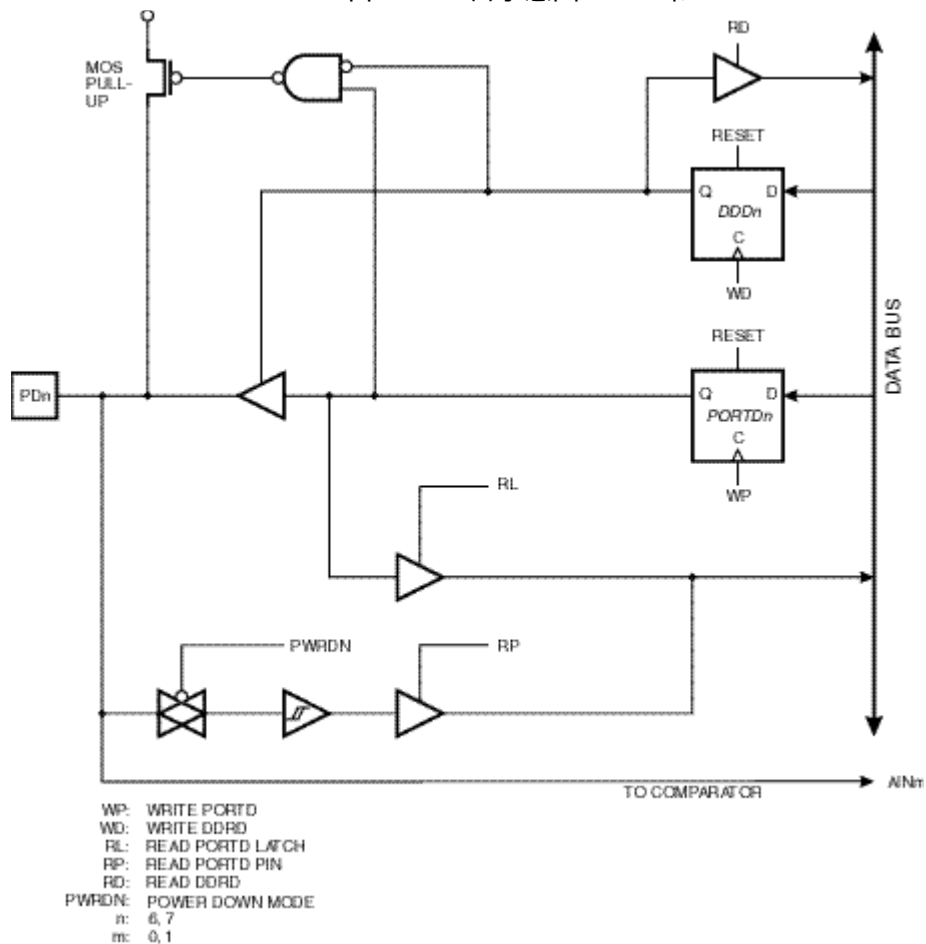 RD
MOS
PULL-
UP
RESET
Q D
DDDn
C
WD
RESET
PDn
Q D
PORTDn
C
WP
DATA BUS
RL
PWRDN
RP
AINm
TO COMPARATOR
WP: WRITE PORTD
WD: WRITE DDRD
RL: READ PORTD LATCH
RP: READ PORTD PIN
RD: READ DDRD
PWRDN: POWER DOWN MODE
n: 6, 7
m: 0, 1